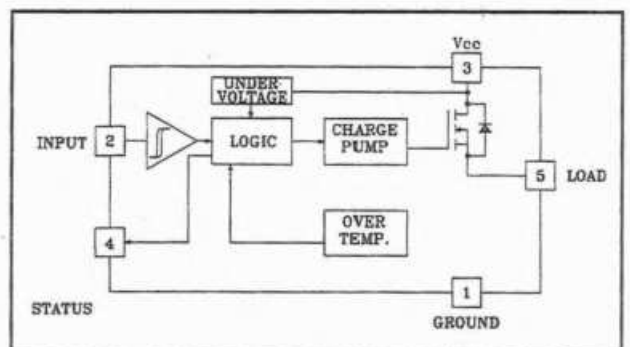 Vcc
3
UNDER-
VOLTAGE
INPUT
2
LOGIC
CHARGE
PUMP
5
LOAD
4
OVER
TEMP.
STATUS
1
GROUND